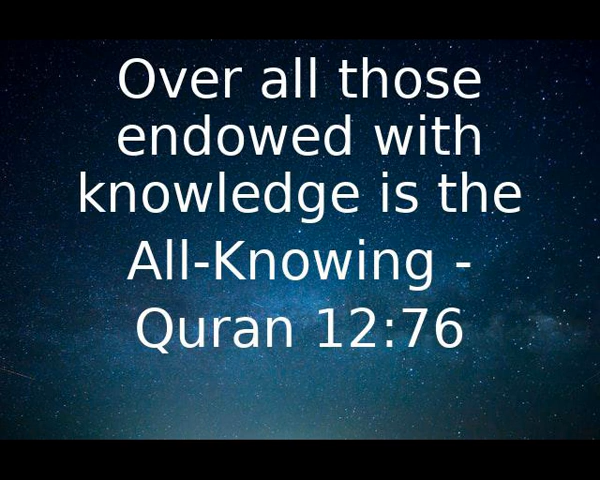 Over all those
endowed with
knowledge is the
All-Knowing -
Quran 12:76